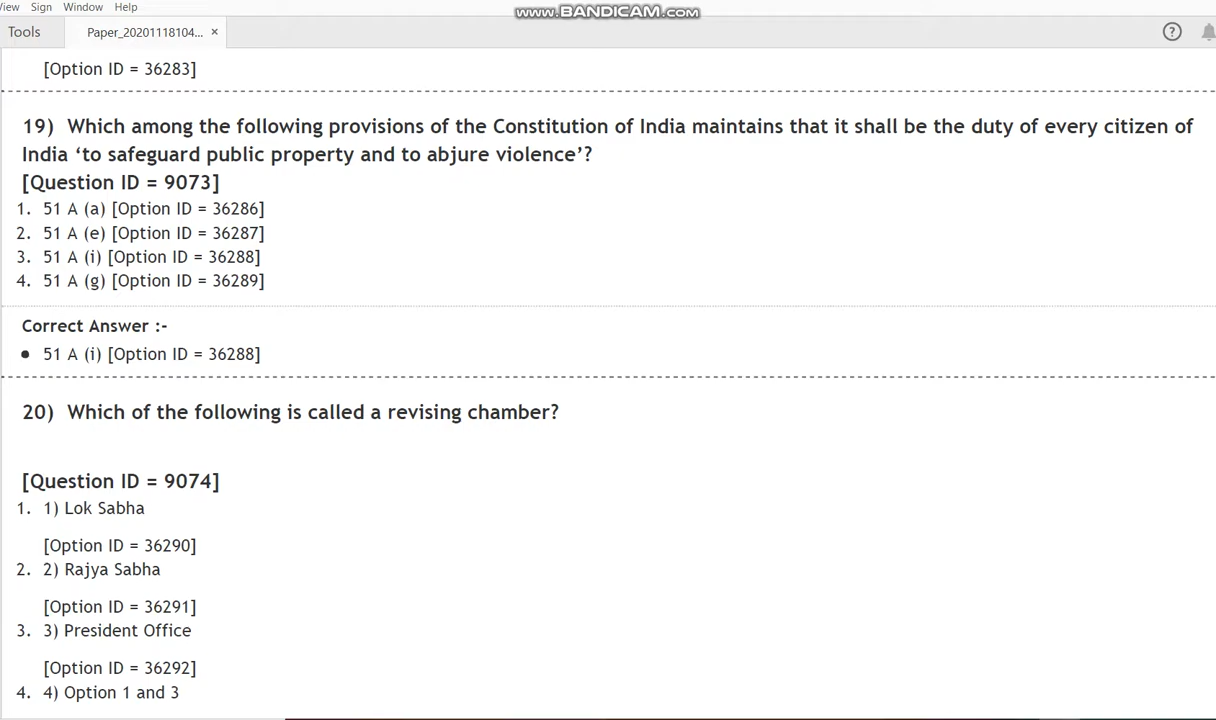 View Sign Window Help
www.BANDICAM.com
Tools Paper_20201118104... ×
?
[Option ID = 36283]
19) Which among the following provisions of the Constitution of India maintains that it shall be the duty of every citizen of
India ‘to safeguard public property and to abjure violence’?
[Question ID = 9073]
1. 51 A (a) [Option ID = 36286]
2. 51 A (e) [Option ID = 36287]
3. 51 A (i) [Option ID = 36288]
4. 51 A (g) [Option ID = 36289]
Correct Answer :-
• 51 A (i) [Option ID = 36288]
20) Which of the following is called a revising chamber?
[Question ID = 9074]
1. 1) Lok Sabha
[Option ID = 36290]
2. 2) Rajya Sabha
[Option ID = 36291]
3. 3) President Office
[Option ID = 36292]
4. 4) Option 1 and 3